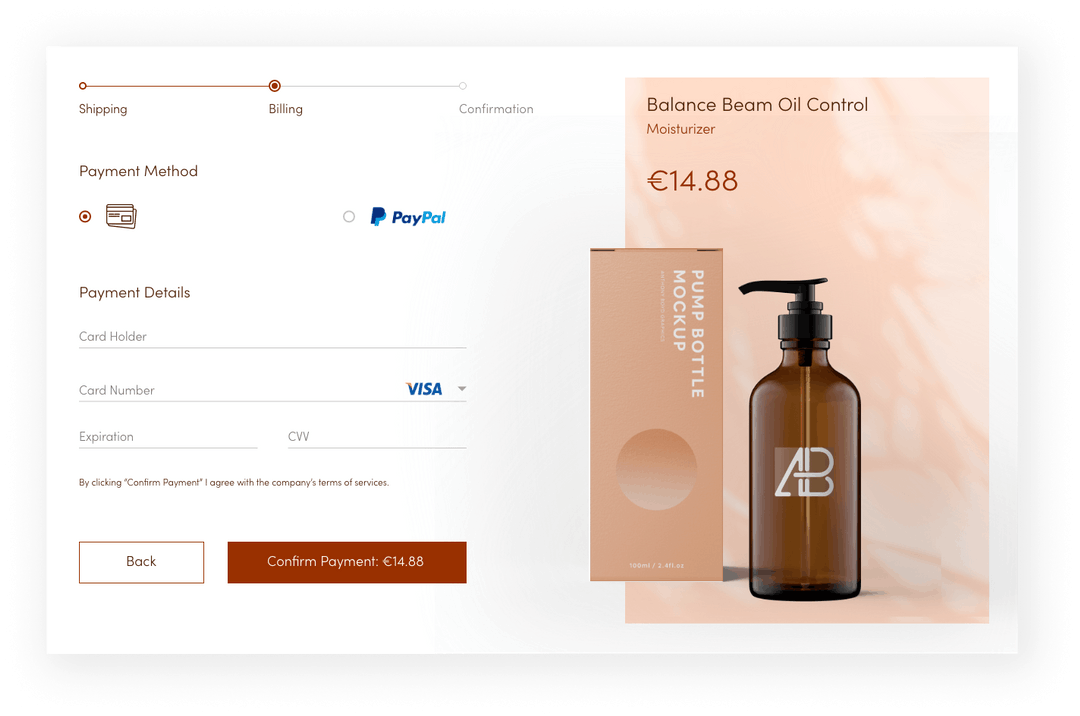 Shipping
Billing
Confirmation
Payment Method
PayPal
Payment Details
Card Holder
Card Number
VISA
Expiration
CVV
By clicking “Confirm Payment” I agree with the company's terms of services.
Back
Confirm Payment: €14.88
Balance Beam Oil Control
Moisturizer
€14.88
PUMP BOTTLE
MOCKUP
100ml / 2.4fl.oz
AB